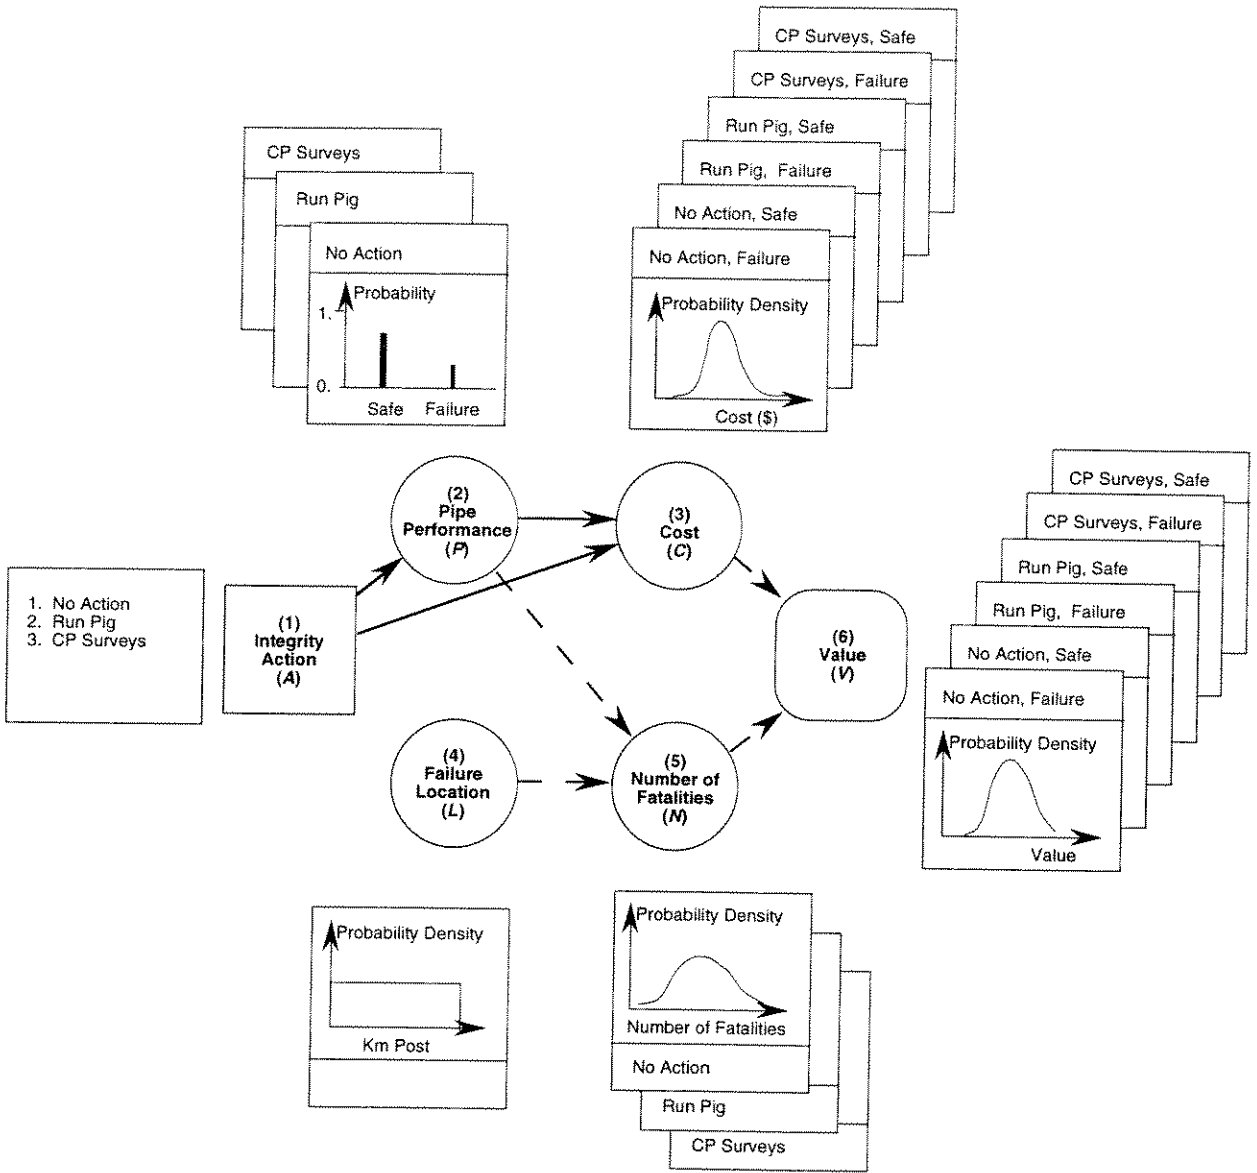 CP Surveys, Safe
CP Surveys, Failure
Run Pig, Safe
Run Pig, Failure
No Action, Safe
No Action, Failure
Probability Density
Cost ($)
CP Surveys
Run Pig
No Action
Probability
1.
0.
Safe Failure
(2)
Pipe
Performance
(P)
(3)
Cost
(C)
1. No Action
2. Run Pig
3. CP Surveys
(1)
Integrity
Action
(A)
(6)
Value
(V)
(4)
Failure
Location
(L)
(5)
Number of
Fatalities
(N)
CP Surveys, Safe
CP Surveys, Failure
Run Pig, Safe
Run Pig, Failure
No Action, Safe
No Action, Failure
Probability Density
Value
Probability Density
Km Post
Probability Density
Number of Fatalities
No Action
Run Pig
CP Surveys